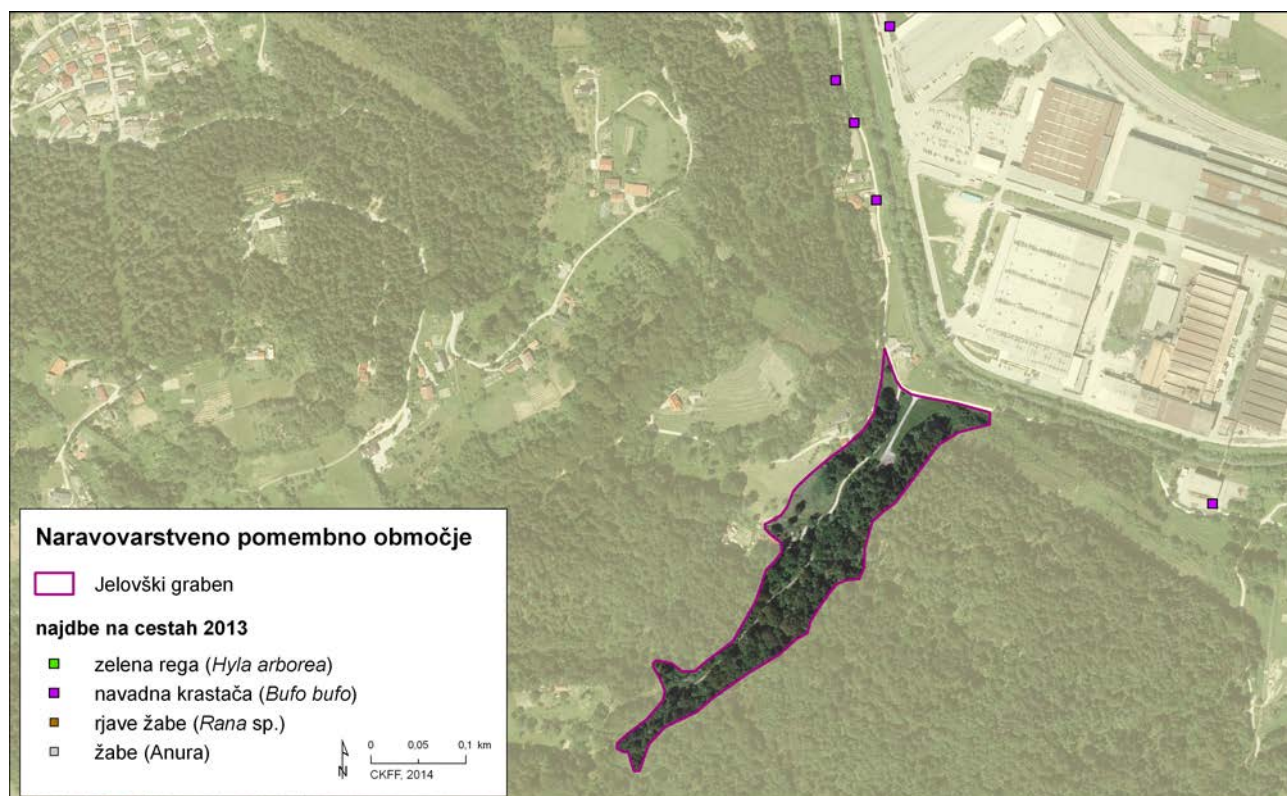 Naravovarstveno pomembno območje
Jelovški graben
najdbe na cestah 2013
zelena rega (Hyla arborea)
navadna krastača (Bufo bufo)
rjave žabe (Rana sp.)
žabe (Anura)
N
0 0,05 0,1 km
CKFF, 2014